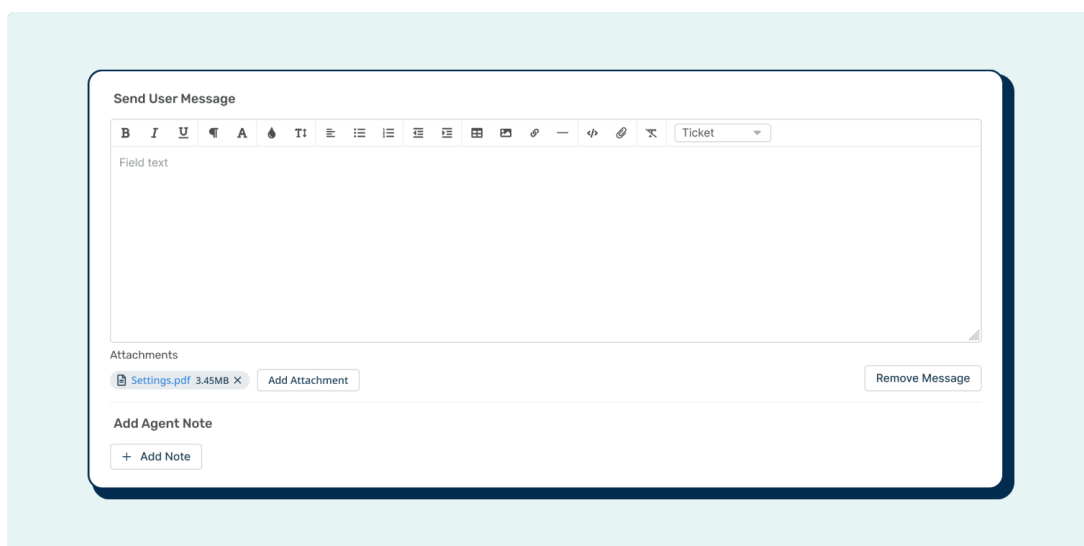 Send User Message
B I U ¶ A T↕ </> Ticket
Field text
Attachments
Settings.pdf 3.45MB × Add Attachment
Remove Message
Add Agent Note
+ Add Note